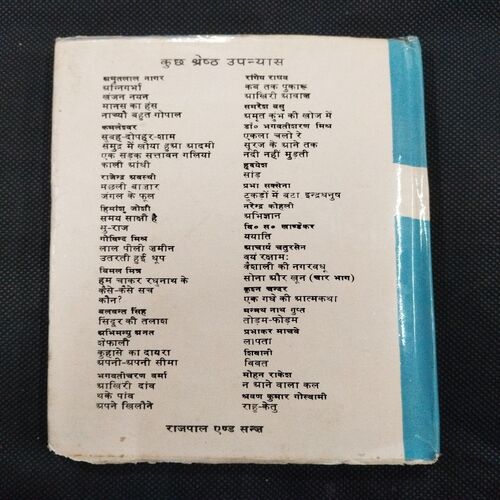 कुछ श्रेष्ठ उपन्यास
अमृतलाल नागर
अग्निगर्भा
खंजन नयन
मानस का हंस
नाच्यौ बहुत गोपाल
कमलेश्वर
सुबह-दोपहर-शाम
समुद्र में खोया हुआ आदमी
एक सड़क सत्तावन गलियां
काली आंधी
राजेन्द्र अवस्थी
मछली बाजार
जंगल के फूल
हिमांशु जोशी
समय साक्षी है
सु-राज
गोविन्द मिश्र
लाल पीली ज़मीन
उतरती हुई धूप
बिमल मित्र
हम चाकर रघुनाथ के
कैसे-कैसे सच
कौन?
बलवन्त सिंह
सिंदूर की तलाश
अभिमन्यु अनत
शेफाली
कुहासे का दायरा
अपनी-अपनी सीमा
भगवतीचरण वर्मा
आखिरी दांव
थके पांव
अपने खिलौने
रांगेय राघव
कब तक पुकारूं
आखिरी आवाज़
समरेश बसु
अमृत कुंभ की खोज में
डॉ० भगवतीशरण मिश्र
एकला चलो रे
सूरज के आने तक
नदी नहीं मुड़ती
हृदयेश
सांड
प्रभा सक्सेना
टुकड़ों में बंटा इन्द्रधनुष
नरेन्द्र कोहली
अभिज्ञान
वि० स० खाण्डेकर
ययाति
आचार्य चतुरसेन
वयं रक्षामः
वैशाली की नगरवधू
सोना और खून (चार भाग)
कृश्न चन्दर
एक गधे की आत्मकथा
मन्मथ नाथ गुप्त
तोड़म-फोड़म
प्रभाकर माचवे
लापता
शिवानी
विवर्त
मोहन राकेश
न आने वाला कल
श्रवण कुमार गोस्वामी
राहु-केतु
राजपाल एण्ड सन्ज़